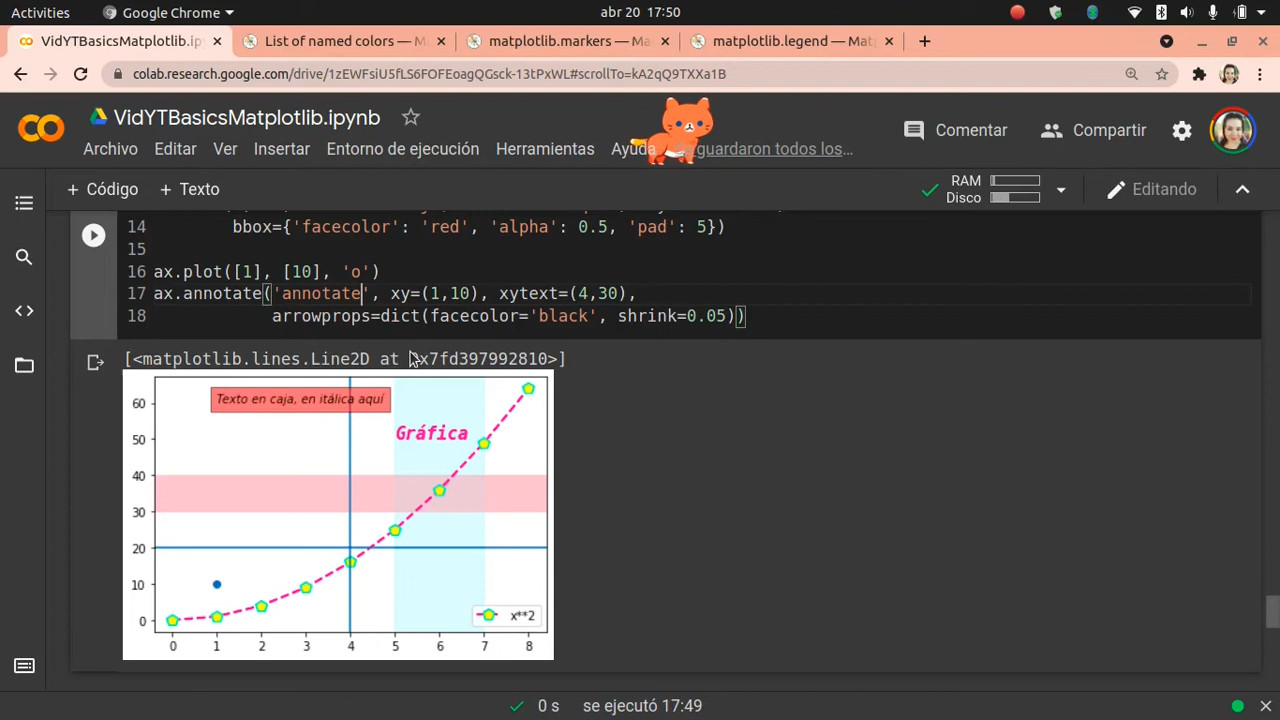 Activities
Google Chrome
abr 20 17:50
VidYTBasicsMatplotlib.ip
List of named colors — M
matplotlib.markers — Ma
matplotlib.legend — Mat
colab.research.google.com/drive/1zEWFsiU5fLS6FOFEoagQGsck-13tPxWL#scrollTo=kA2qQ9TXXa1B
VidYTBasicsMatplotlib.ipynb
Comentar
Compartir
Archivo Editar Ver Insertar Entorno de ejecución Herramientas Ayuda guardaron todos los...
+ Código + Texto
RAM
Disco
Editando
14 bbox={'facecolor': 'red', 'alpha': 0.5, 'pad': 5})
15
16 ax.plot([1], [10], 'o')
17 ax.annotate('annotate', xy=(1,10), xytext=(4,30),
18 arrowprops=dict(facecolor='black', shrink=0.05))
[<matplotlib.lines.Line2D at 0x7fd397992810>]
Texto en caja, en itálica aquí
Gráfica
60
50
40
30
20
10
0
x**2
0 1 2 3 4 5 6 7 8
0 s se ejecutó 17:49